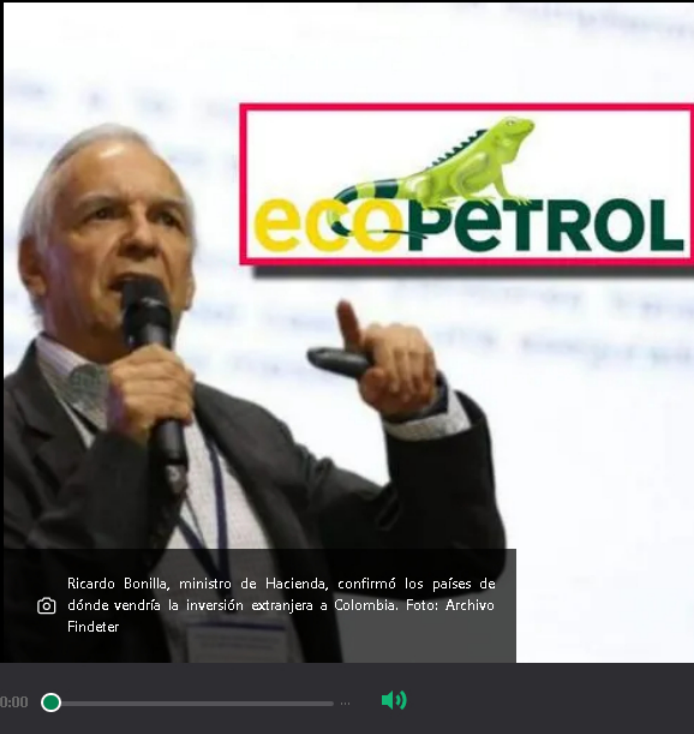 ecoPeTROL
Ricardo Bonilla, ministro de Hacienda, confirmó los países de
dónde vendría la inversión extranjera a Colombia. Foto: Archivo
Findeter
0:00
...